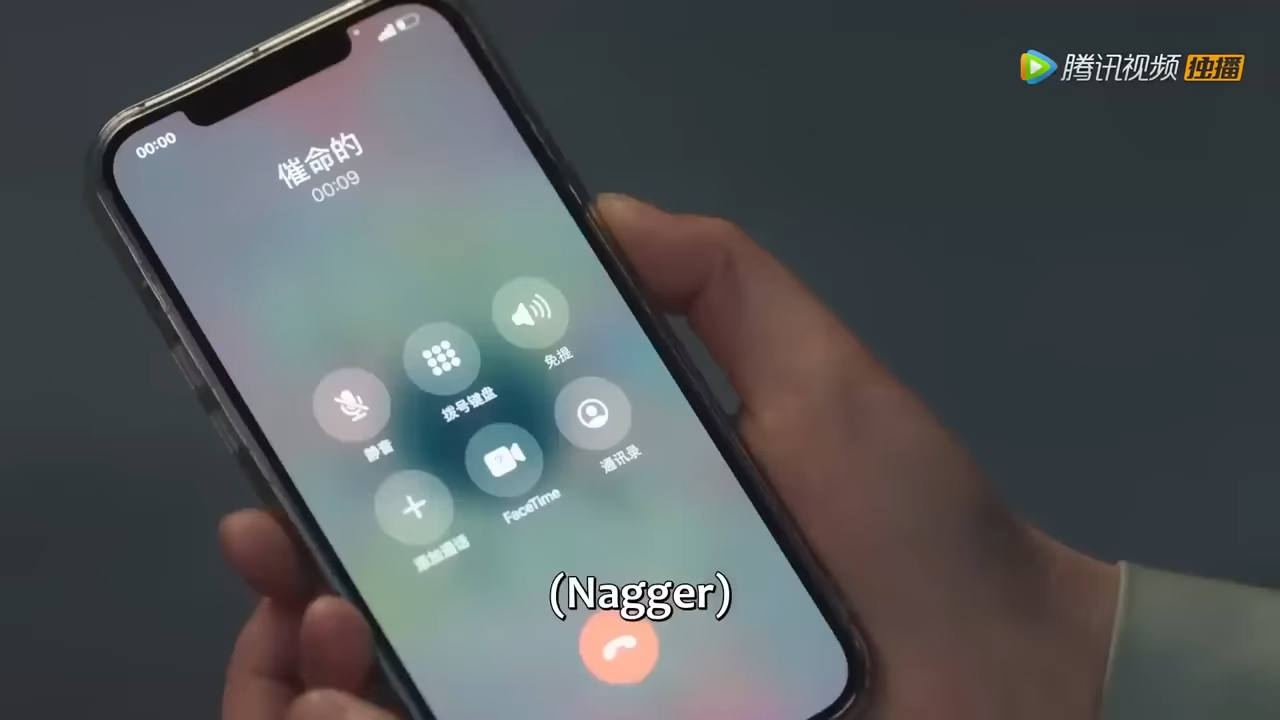 腾讯视频 独播
00:00
催命的
00:09
免提
拨号键盘
静音
通讯录
FaceTime
添加通话
(Nagger)